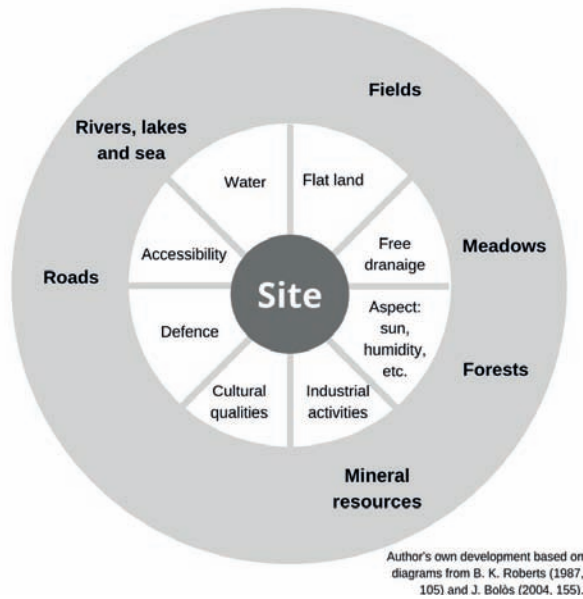 Fields
Rivers, lakes
and sea
Water
Flat land
Accessibility
Free
dranaige
Meadows
Roads
Site
Defence
Aspect:
sun,
humidity,
etc.
Forests
Cultural
qualities
Industrial
activities
Mineral
resources
Author's own development based on
diagrams from B. K. Roberts (1987,
105) and J. Bolòs (2004, 155).